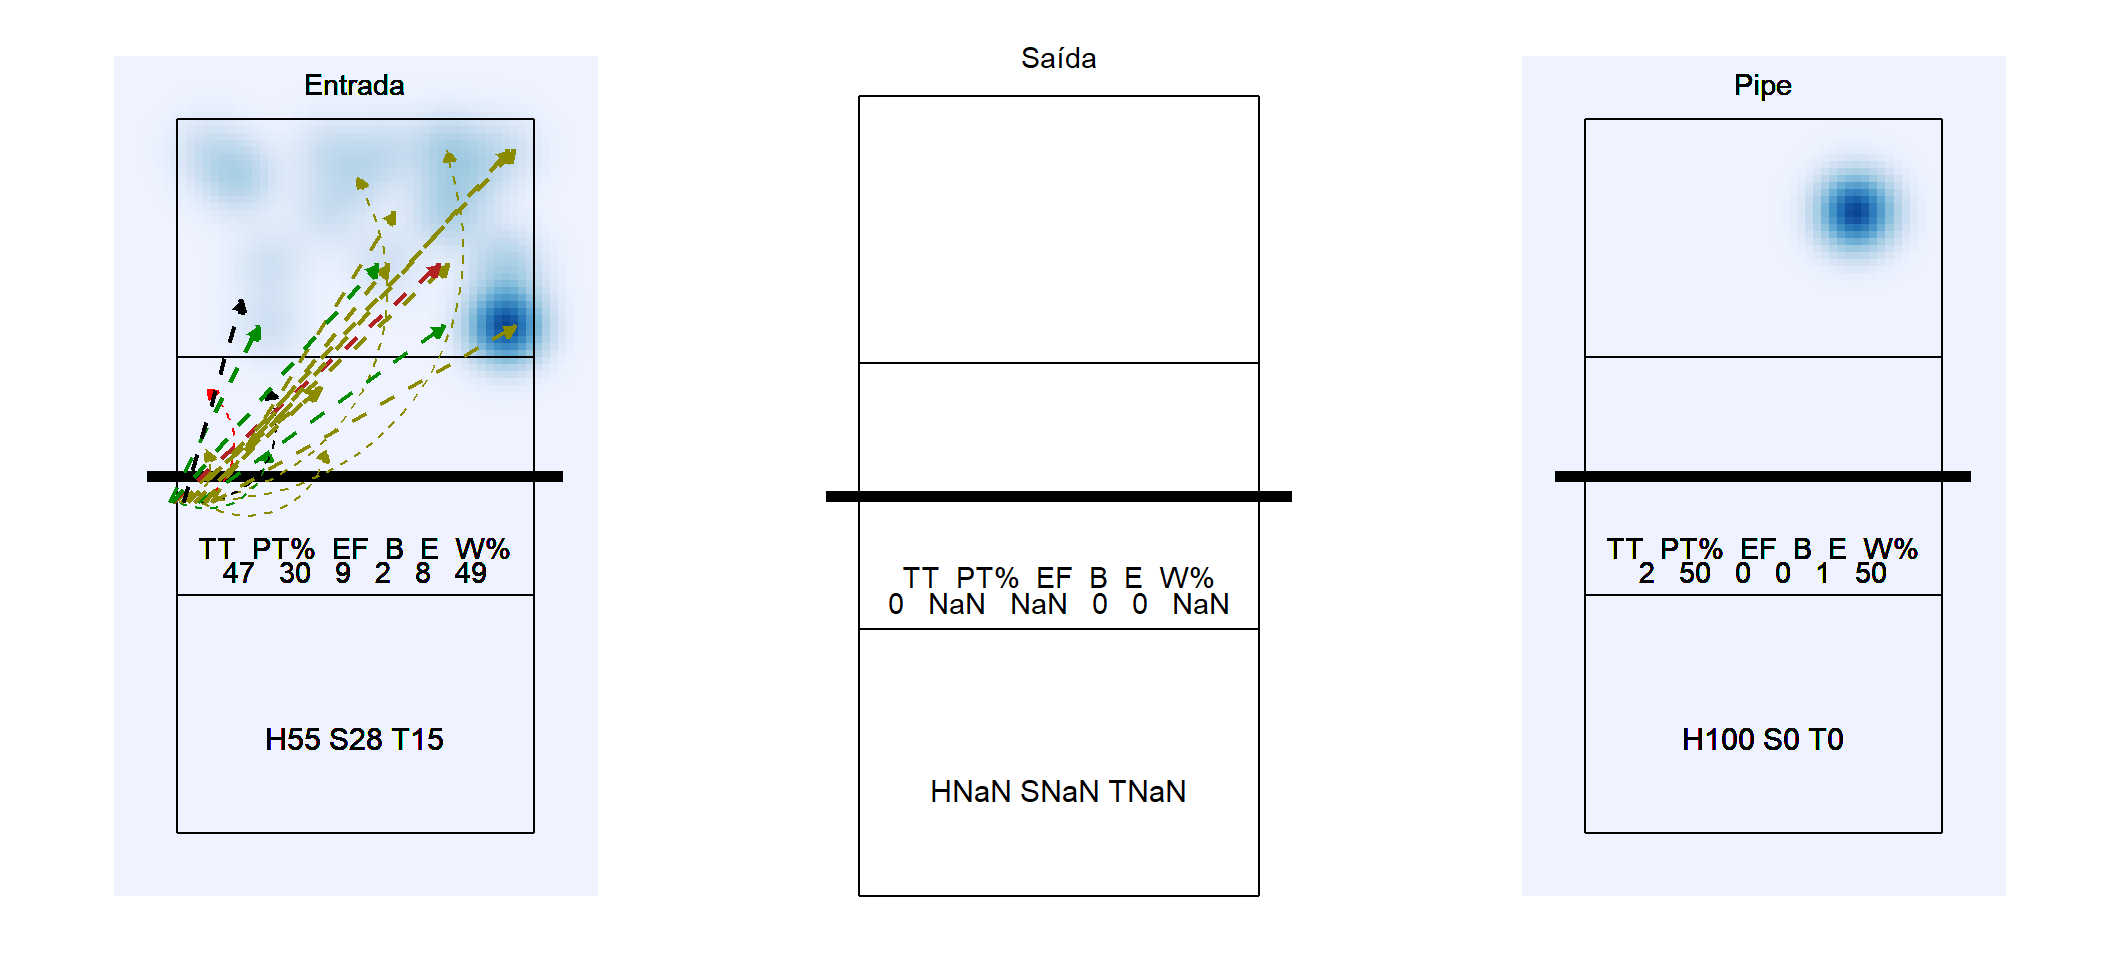 Entrada
TT PT% EF B E W%
47 30 9 2 8 49
H55 S28 T15
Saída
TT PT% EF B E W%
0 NaN NaN 0 0 NaN
HNaN SNaN TNaN
Pipe
TT PT% EF B E W%
2 50 0 0 1 50
H100 S0 T0